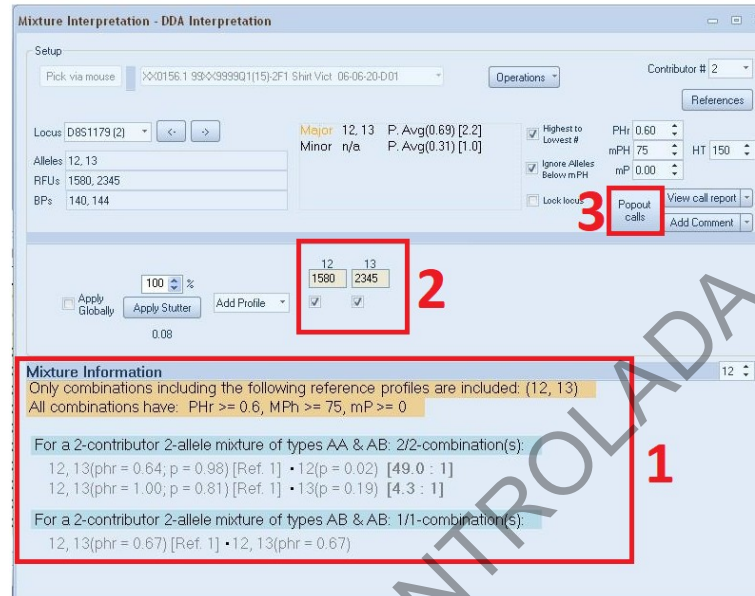 Mixture Interpretation - DDA Interpretation
Setup
Pick via mouse XX0156.1 99XX9999Q1(15)-2F1 Shirt Vict 06-06-20-D01 Operations Contributor # 2
References
Locus D8S1179 (2) <- ->
Alleles 12, 13
RFUs 1580, 2345
BPs 140, 144
Major 12, 13 P. Avg(0.69) [2.2]
Minor n/a P. Avg(0.31) [1.0]
Highest to
Lowest #
Ignore Alleles
Below mPH
Lock locus
PHr 0.60
mPH 75 HT 150
mP 0.00
3
Popout
calls
View call report
Add Comment
100 %
Apply
Globally
Apply Stutter
Add Profile
0.08
12 13
1580 2345
2
Mixture Information 12
Only combinations including the following reference profiles are included: (12, 13)
All combinations have: PHr >= 0.6, MPh >= 75, mP >= 0
For a 2-contributor 2-allele mixture of types AA & AB: 2/2-combination(s):
12, 13(phr = 0.64; p = 0.98) [Ref. 1] ▪ 12(p = 0.02) [49.0 : 1]
12, 13(phr = 1.00; p = 0.81) [Ref. 1] ▪ 13(p = 0.19) [4.3 : 1]
For a 2-contributor 2-allele mixture of types AB & AB: 1/1-combination(s):
12, 13(phr = 0.67) [Ref. 1] ▪ 12, 13(phr = 0.67)
1
NTROLADA